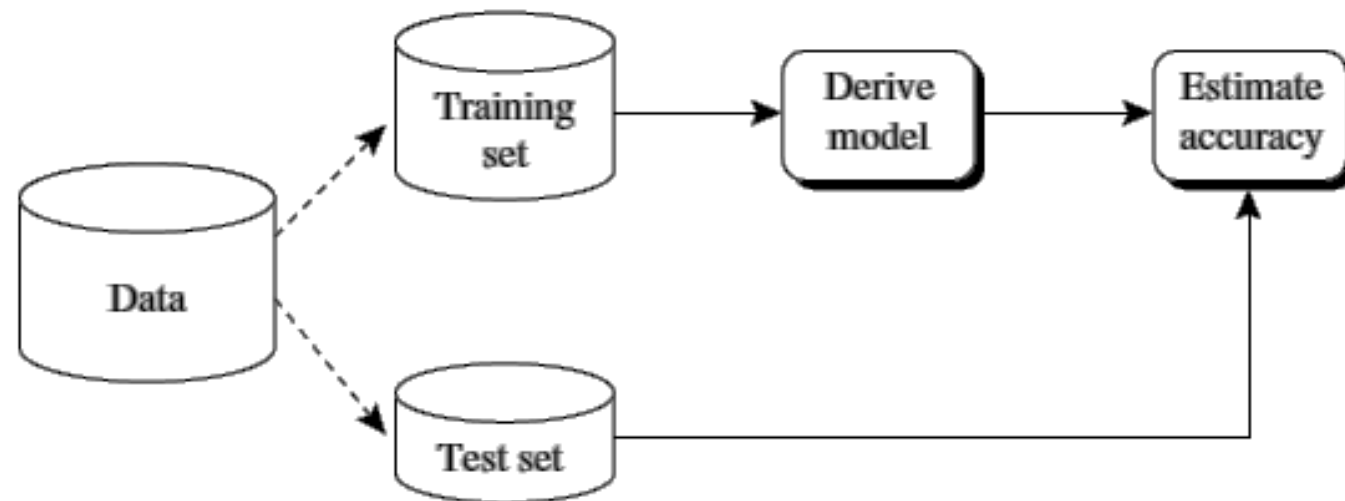 Training
set
Derive
model
Estimate
accuracy
Data
Test set